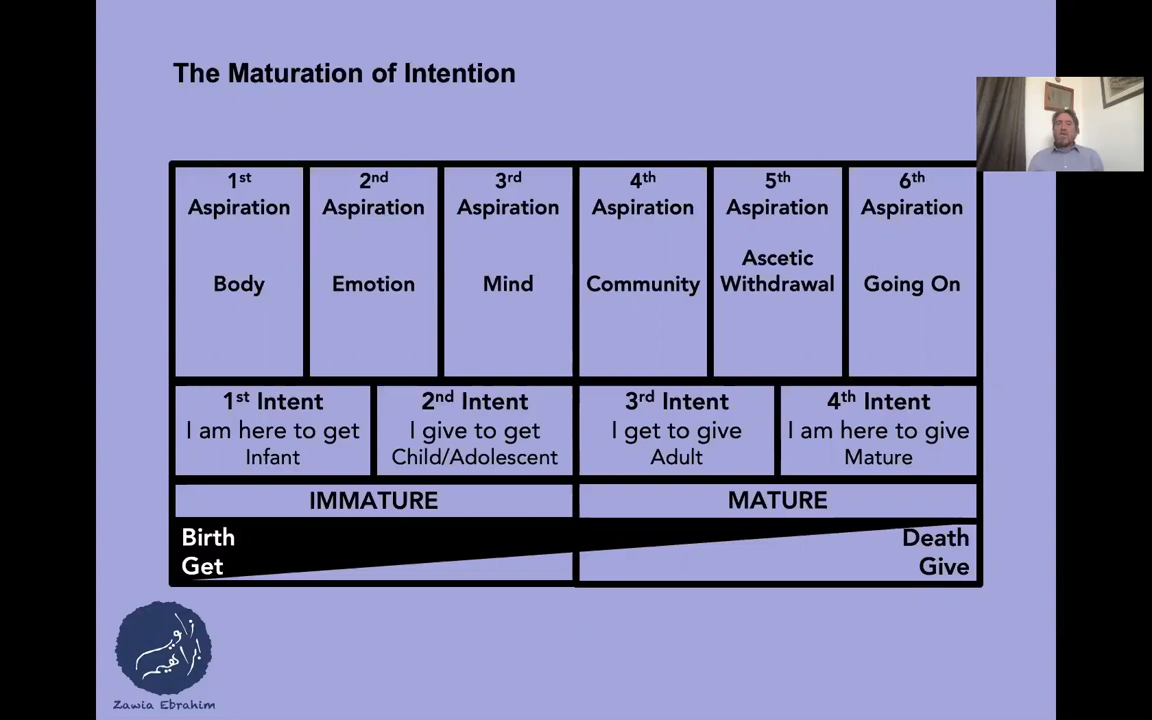 The Maturation of Intention
1st
Aspiration
Body
2nd
Aspiration
Emotion
3rd
Aspiration
Mind
4th
Aspiration
Community
5th
Aspiration
Ascetic
Withdrawal
6th
Aspiration
Going On
1st Intent
I am here to get
Infant
2nd Intent
I give to get
Child/Adolescent
3rd Intent
I get to give
Adult
4th Intent
I am here to give
Mature
IMMATURE
MATURE
Birth
Get
Death
Give
زاویه
ابراهیم
Zawia Ebrahim